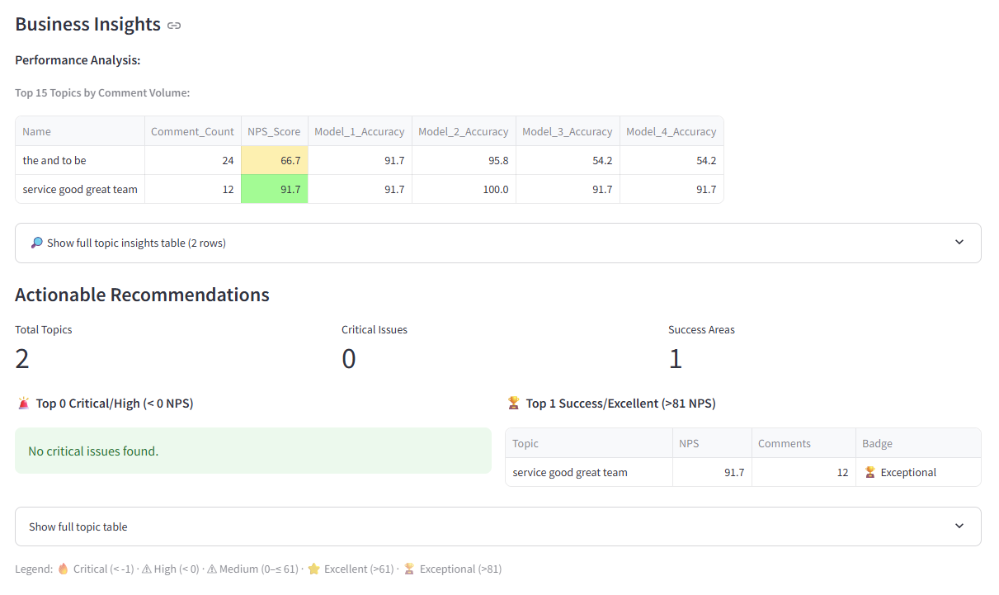 Business Insights
Performance Analysis:
Top 15 Topics by Comment Volume:
Name Comment_Count NPS_Score Model_1_Accuracy Model_2_Accuracy Model_3_Accuracy Model_4_Accuracy
the and to be 24 66.7 91.7 95.8 54.2 54.2
service good great team 12 91.7 91.7 100.0 91.7 91.7
🔎 Show full topic insights table (2 rows)
Actionable Recommendations
Total Topics Critical Issues Success Areas
2 0 1
🚨 Top 0 Critical/High (< 0 NPS)
No critical issues found.
🏆 Top 1 Success/Excellent (>81 NPS)
Topic NPS Comments Badge
service good great team 91.7 12 🏆 Exceptional
Show full topic table
Legend: 🔥 Critical (< -1) · ⚠ High (< 0) · ⚠ Medium (0–≤ 61) · ⭐ Excellent (>61) · 🏆 Exceptional (>81)